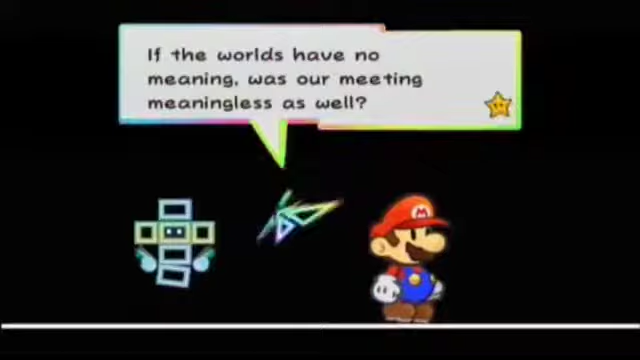 If the worlds have no
meaning, was our meeting
meaningless as well?
M